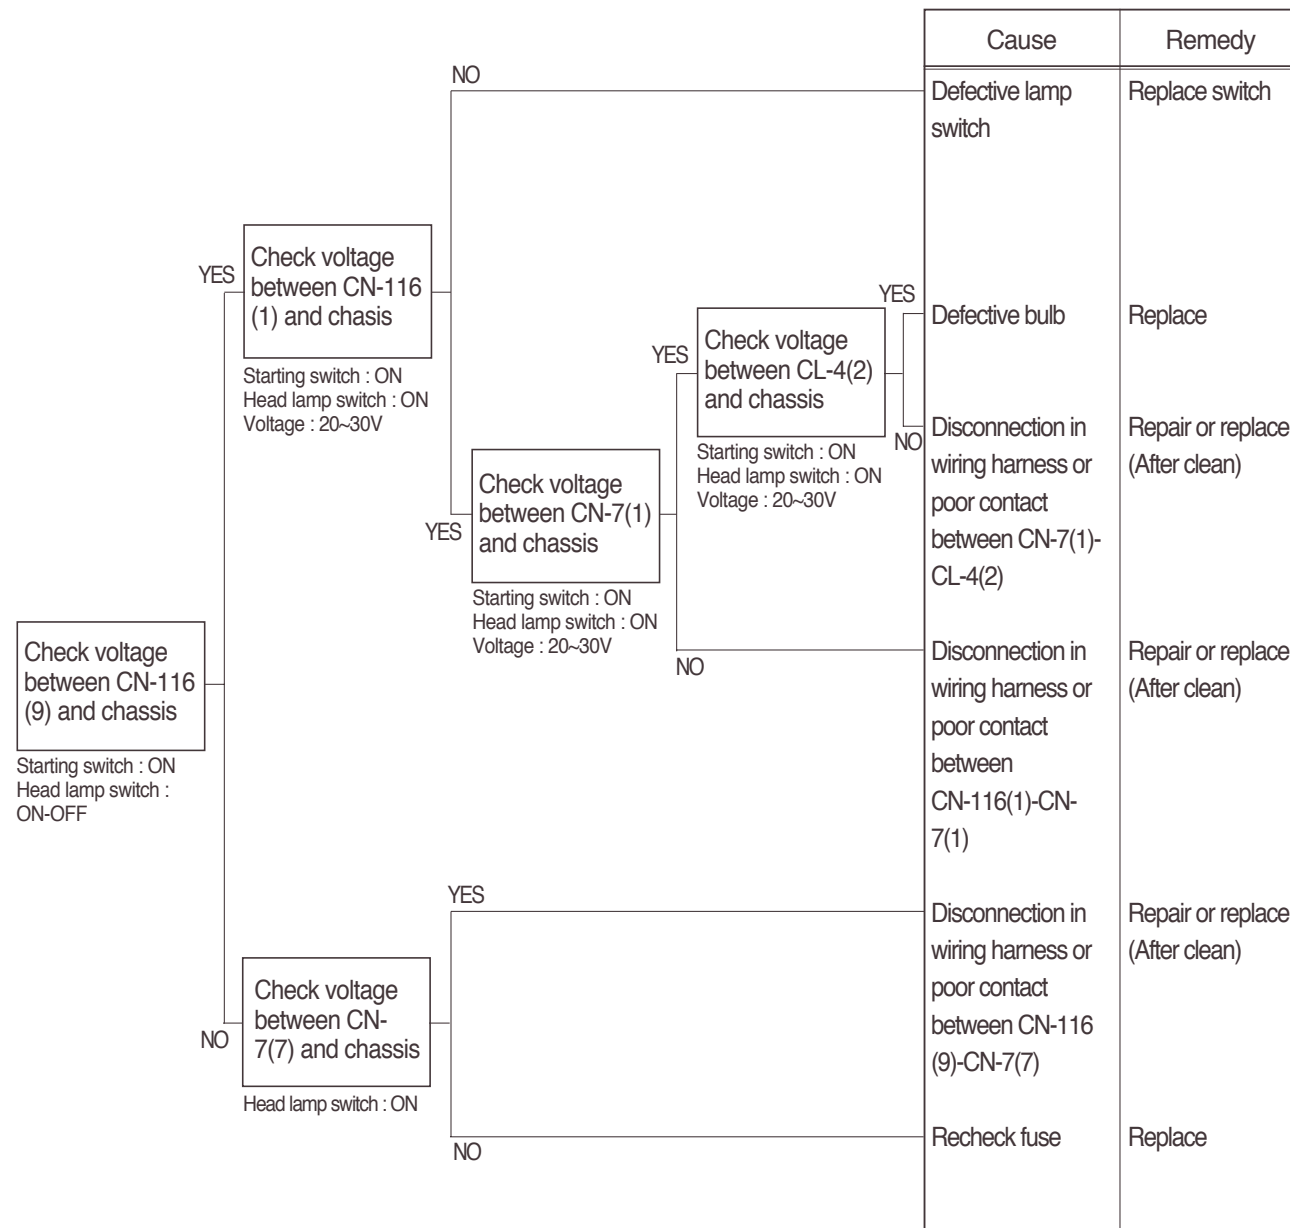 Cause
Remedy
NO
Defective lamp
switch
Replace switch
YES
Check voltage
between CN-116
(1) and chasis
Starting switch : ON
Head lamp switch : ON
Voltage : 20~30V
YES
Check voltage
between CN-7(1)
and chassis
Starting switch : ON
Head lamp switch : ON
Voltage : 20~30V
YES
Check voltage
between CL-4(2)
and chassis
Starting switch : ON
Head lamp switch : ON
Voltage : 20~30V
YES
Defective bulb
Replace
NO
Disconnection in
wiring harness or
poor contact
between CN-7(1)-
CL-4(2)
Repair or replace
(After clean)
NO
Disconnection in
wiring harness or
poor contact
between
CN-116(1)-CN-
7(1)
Repair or replace
(After clean)
Check voltage
between CN-116
(9) and chassis
Starting switch : ON
Head lamp switch :
ON-OFF
NO
Check voltage
between CN-
7(7) and chassis
Head lamp switch : ON
YES
Disconnection in
wiring harness or
poor contact
between CN-116
(9)-CN-7(7)
Repair or replace
(After clean)
NO
Recheck fuse
Replace